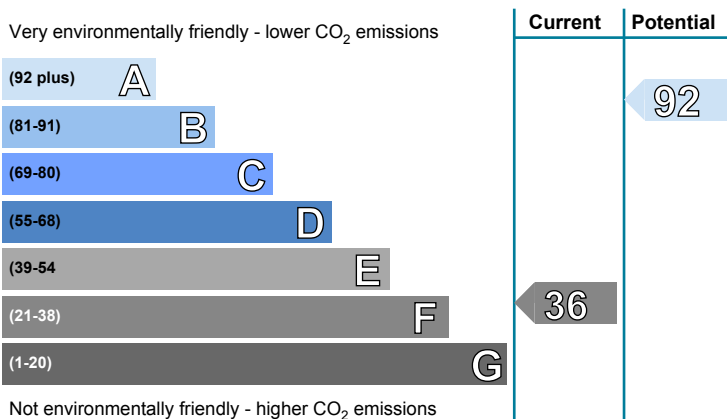 Very environmentally friendly - lower CO₂ emissions
Current
Potential
(92 plus) A
92
(81-91) B
(69-80) C
(55-68) D
(39-54 E
(21-38) F
36
(1-20) G
Not environmentally friendly - higher CO₂ emissions